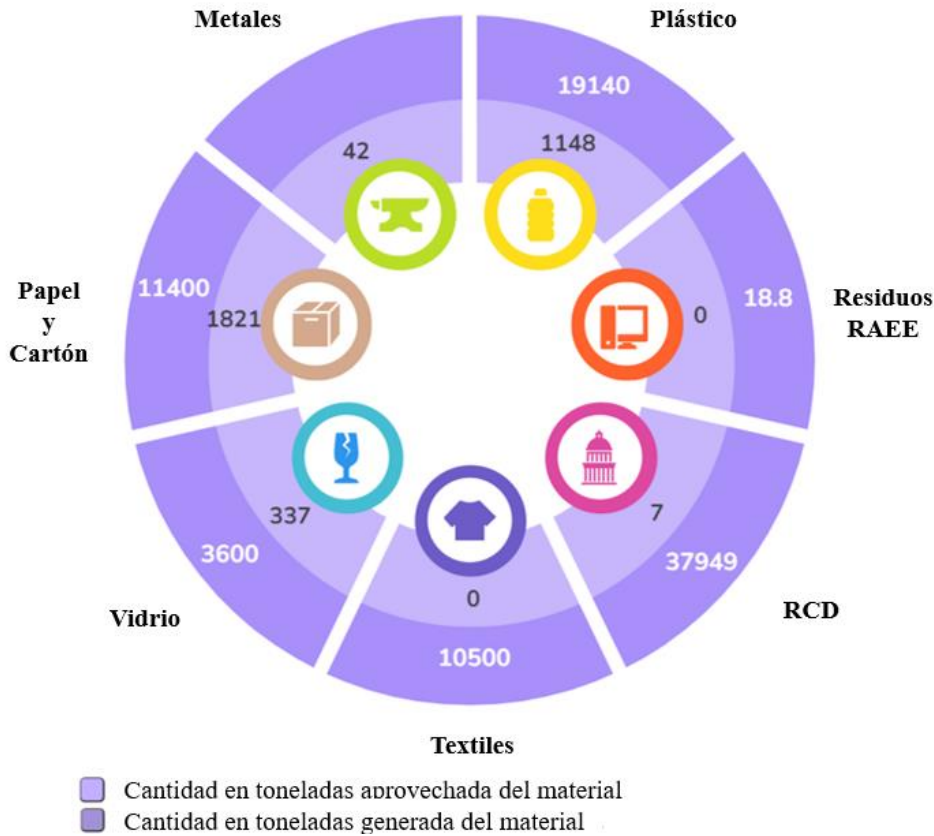 Metales
Plástico
19140
42
1148
Papel
y
Cartón
11400
1821
0
18.8
Residuos
RAEE
337
3600
7
37949
Vidrio
0
10500
RCD
Textiles
Cantidad en toneladas aprovechada del material
Cantidad en toneladas generada del material